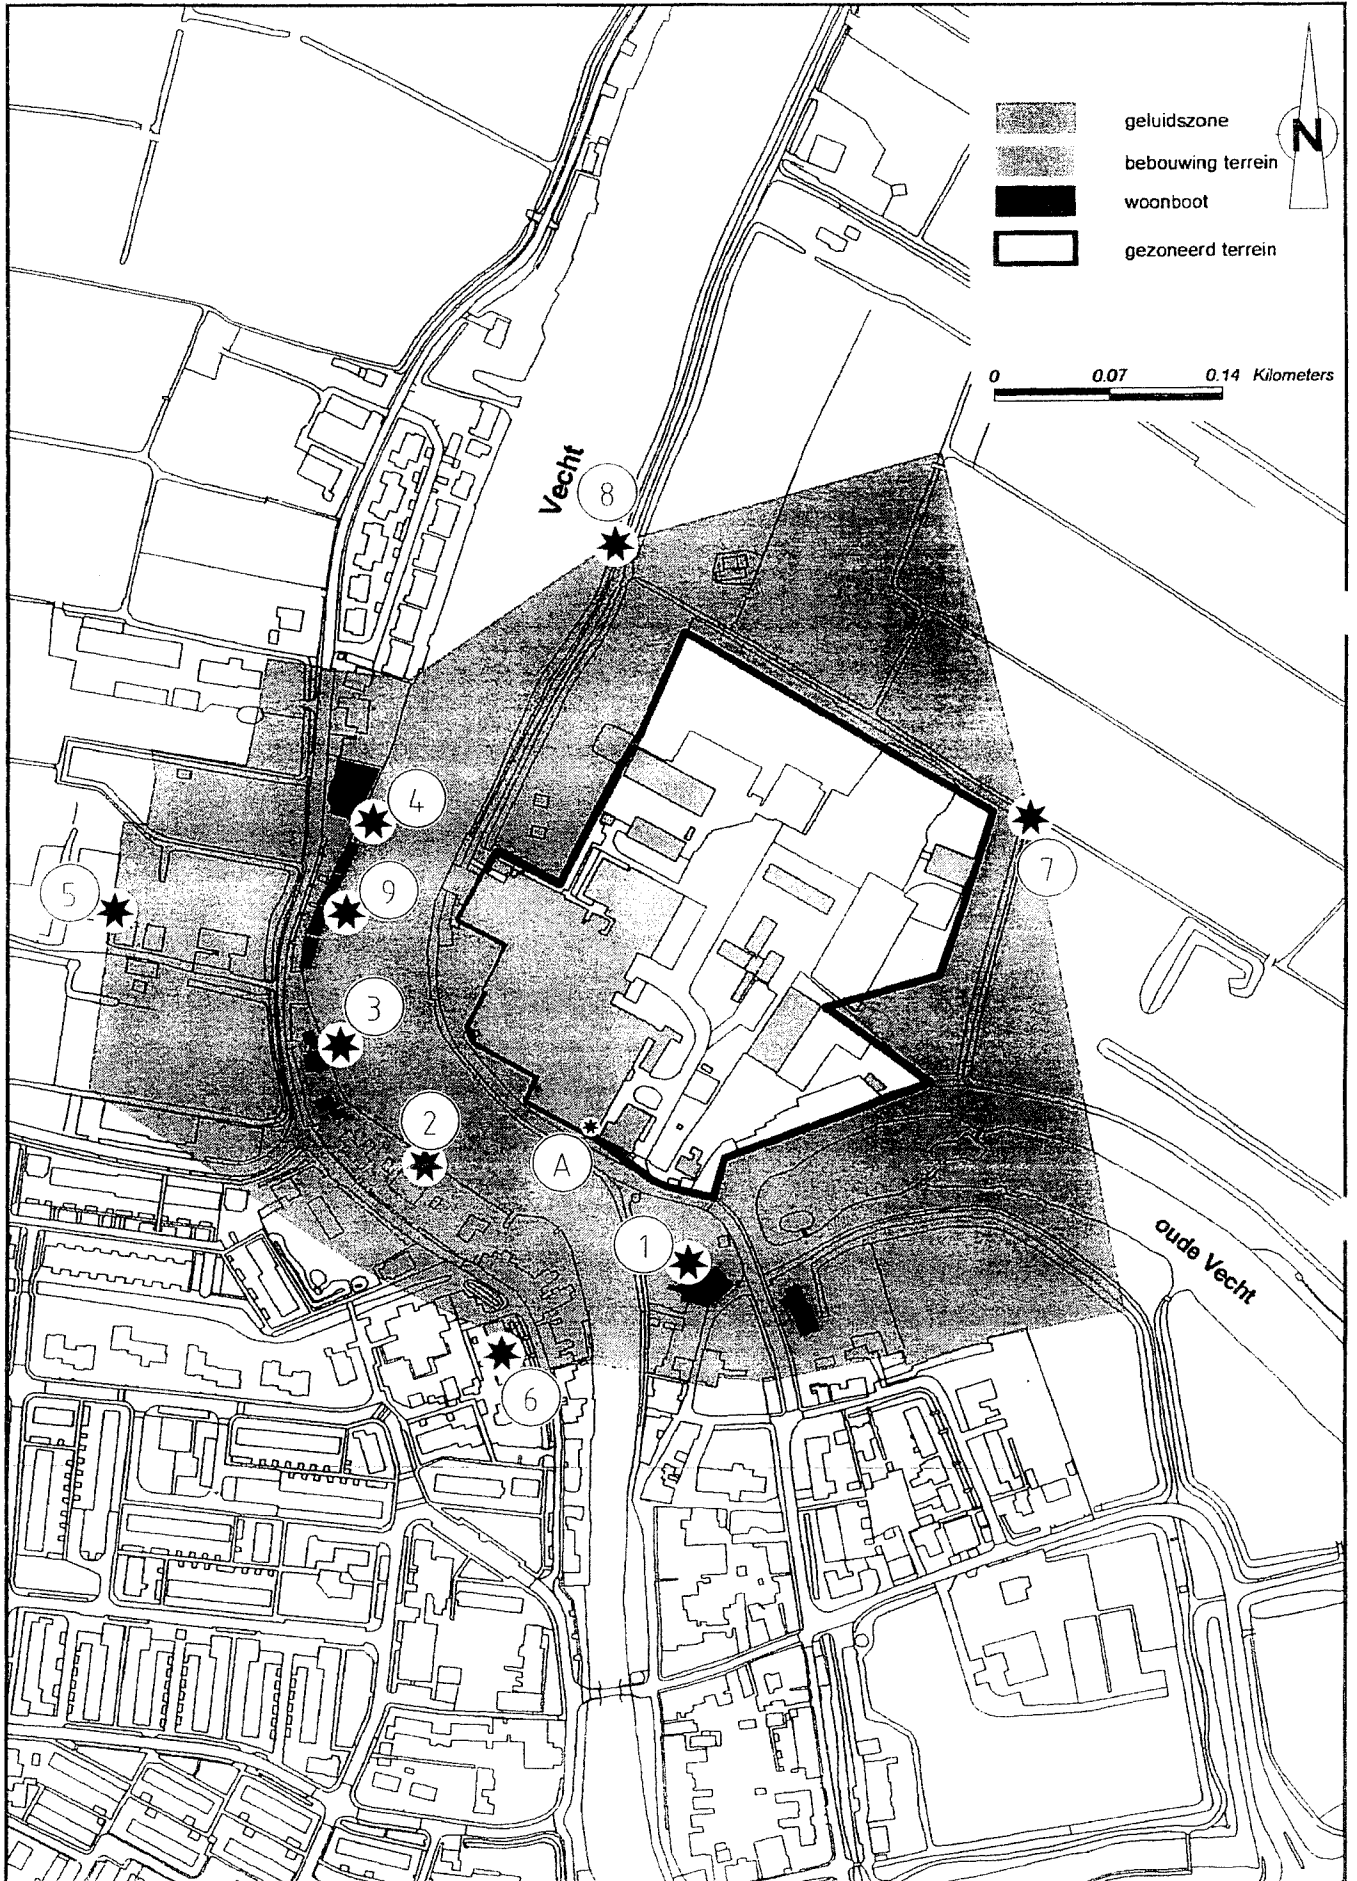 geluidszone
N
bebouwing terrein
woonboot
gezoneerd terrein
0 0.07 0.14 Kilometers
Vecht
8
4
7
5
9
3
2
A
1
oude Vecht
6